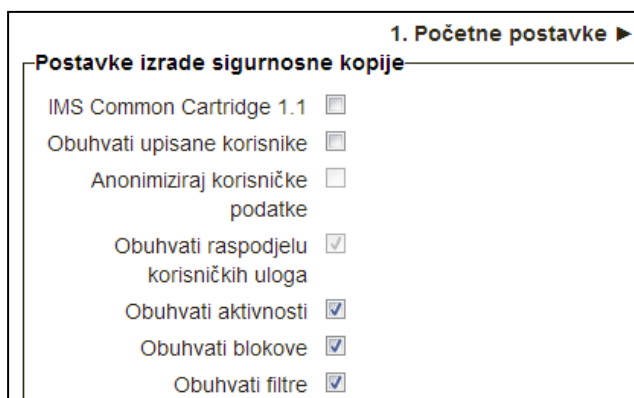 1. Početne postavke ►
Postavke izrade sigurnosne kopije
IMS Common Cartridge 1.1
Obuhvati upisane korisnike
Anonimiziraj korisničke
podatke
Obuhvati raspodjelu
korisničkih uloga
Obuhvati aktivnosti
Obuhvati blokove
Obuhvati filtre